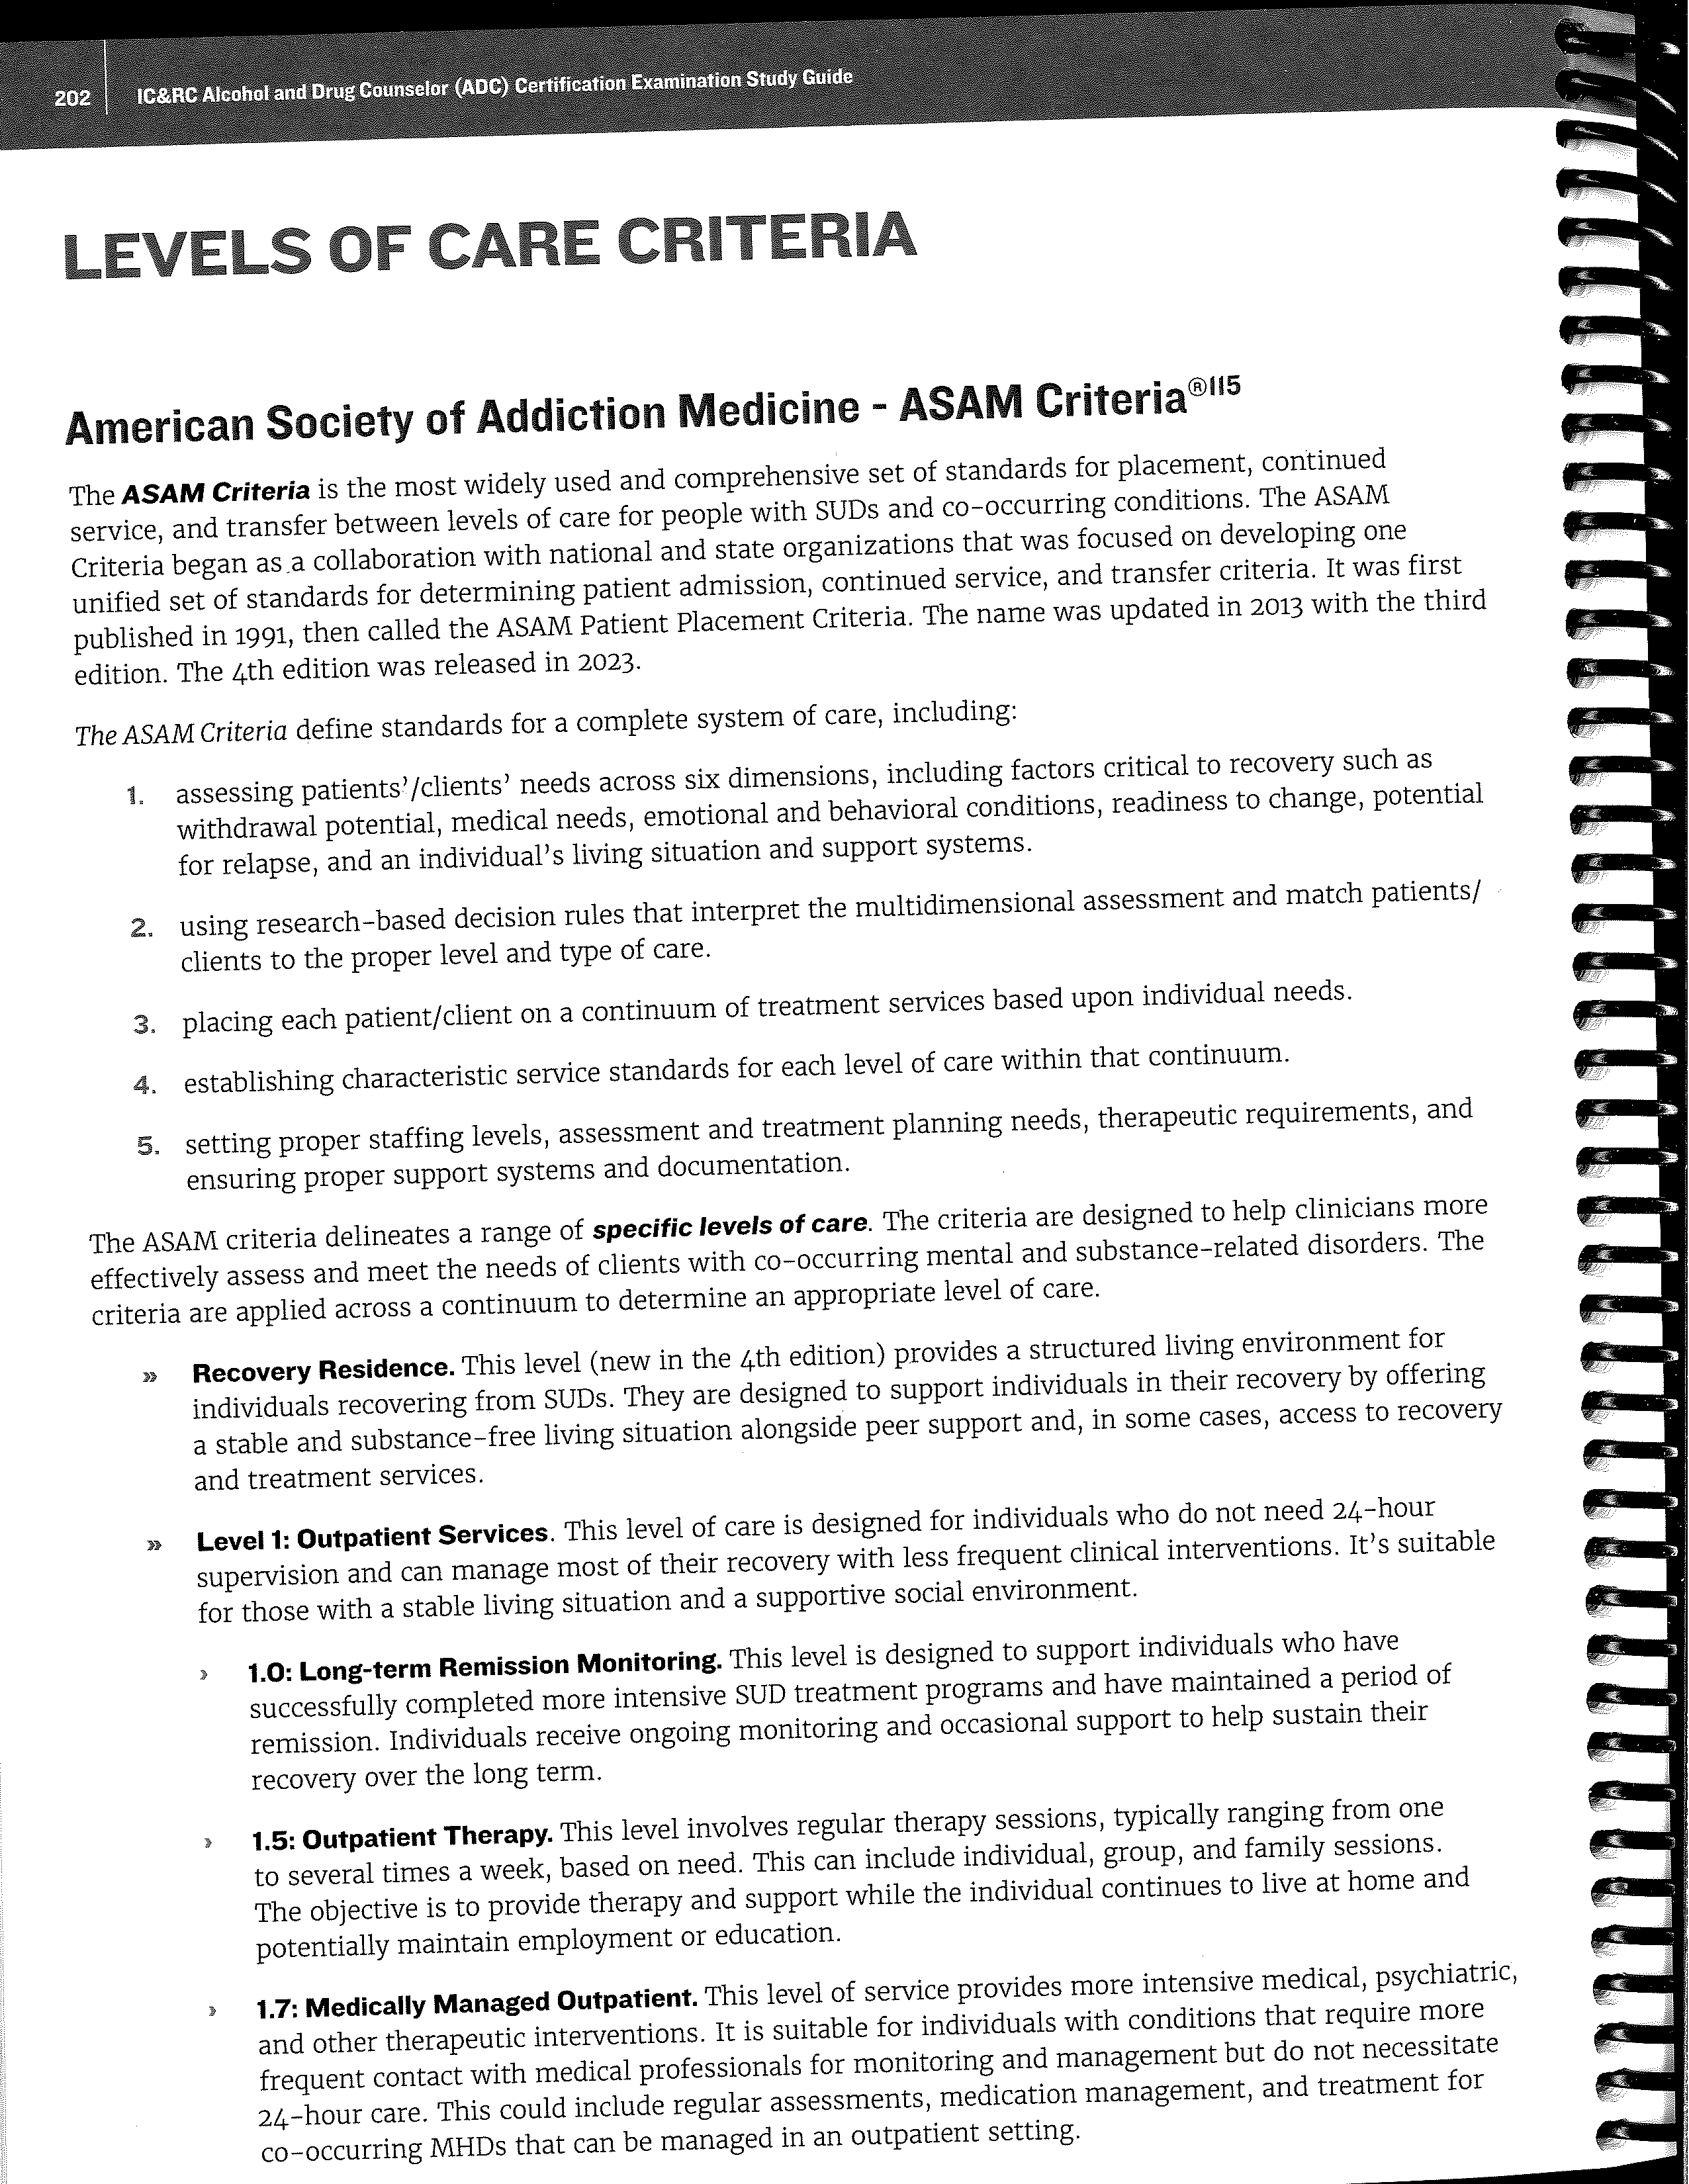 202
IC&RC Alcohol and Drug Counselor (ADC) Certification Examination Study Guide
LEVELS OF CARE CRITERIA
American Society of Addiction Medicine - ASAM Criteria®115
The ASAM Criteria is the most widely used and comprehensive set of standards for placement, continued
service, and transfer between levels of care for people with SUDs and co-occurring conditions. The ASAM
Criteria began as a collaboration with national and state organizations that was focused on developing one
unified set of standards for determining patient admission, continued service, and transfer criteria. It was first
published in 1991, then called the ASAM Patient Placement Criteria. The name was updated in 2013 with the third
edition. The 4th edition was released in 2023.
The ASAM Criteria define standards for a complete system of care, including:
1. assessing patients'/clients' needs across six dimensions, including factors critical to recovery such as
withdrawal potential, medical needs, emotional and behavioral conditions, readiness to change, potential
for relapse, and an individual's living situation and support systems.
2. using research-based decision rules that interpret the multidimensional assessment and match patients/
clients to the proper level and type of care.
3. placing each patient/client on a continuum of treatment services based upon individual needs.
4. establishing characteristic service standards for each level of care within that continuum.
5. setting proper staffing levels, assessment and treatment planning needs, therapeutic requirements, and
ensuring proper support systems and documentation.
The ASAM criteria delineates a range of specific levels of care. The criteria are designed to help clinicians more
effectively assess and meet the needs of clients with co-occurring mental and substance-related disorders. The
criteria are applied across a continuum to determine an appropriate level of care.
» Recovery Residence. This level (new in the 4th edition) provides a structured living environment for
individuals recovering from SUDs. They are designed to support individuals in their recovery by offering
a stable and substance-free living situation alongside peer support and, in some cases, access to recovery
and treatment services.
» Level 1: Outpatient Services. This level of care is designed for individuals who do not need 24-hour
supervision and can manage most of their recovery with less frequent clinical interventions. It's suitable
for those with a stable living situation and a supportive social environment.
› 1.0: Long-term Remission Monitoring. This level is designed to support individuals who have
successfully completed more intensive SUD treatment programs and have maintained a period of
remission. Individuals receive ongoing monitoring and occasional support to help sustain their
recovery over the long term.
› 1.5: Outpatient Therapy. This level involves regular therapy sessions, typically ranging from one
to several times a week, based on need. This can include individual, group, and family sessions.
The objective is to provide therapy and support while the individual continues to live at home and
potentially maintain employment or education.
› 1.7: Medically Managed Outpatient. This level of service provides more intensive medical, psychiatric,
and other therapeutic interventions. It is suitable for individuals with conditions that require more
frequent contact with medical professionals for monitoring and management but do not necessitate
24-hour care. This could include regular assessments, medication management, and treatment for
co-occurring MHDs that can be managed in an outpatient setting.